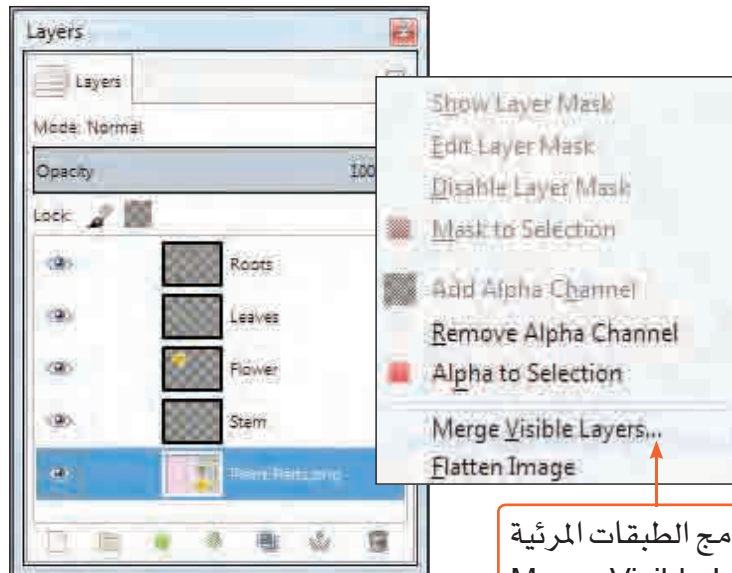 Layers
Layers
Mode: Normal
Opacity 100
Lock:
Roots
Leaves
Flower
Stem
Show Layer Mask
Edit Layer Mask
Disable Layer Mask
Mask to Selection
Add Alpha Channel
Remove Alpha Channel
Alpha to Selection
Merge Visible Layers...
Flatten Image
الطبقات المرئية